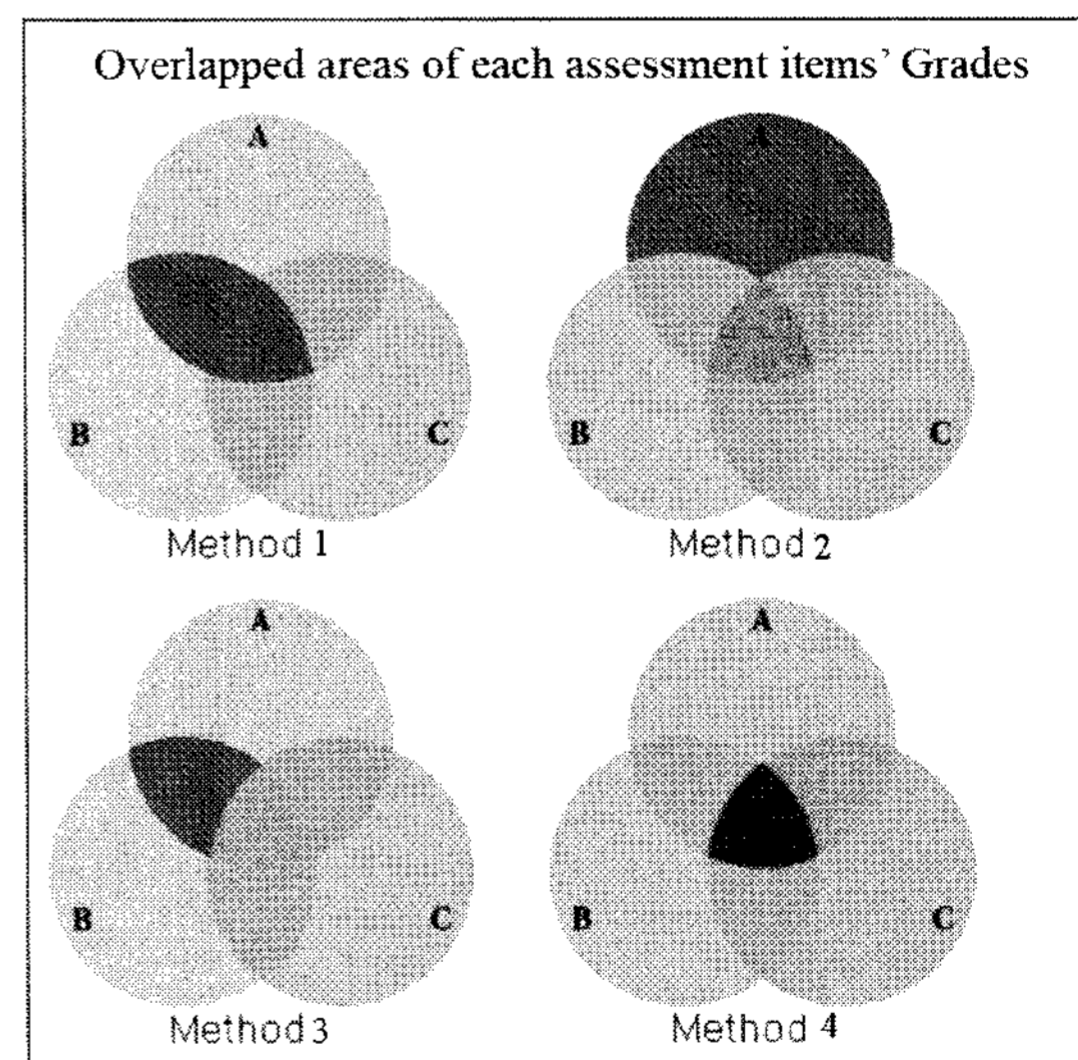 Overlapped areas of each assessment items' Grades
A
A
B
C
B
C
Method 1
Method 2
A
A
B
C
B
C
Method 3
Method 4